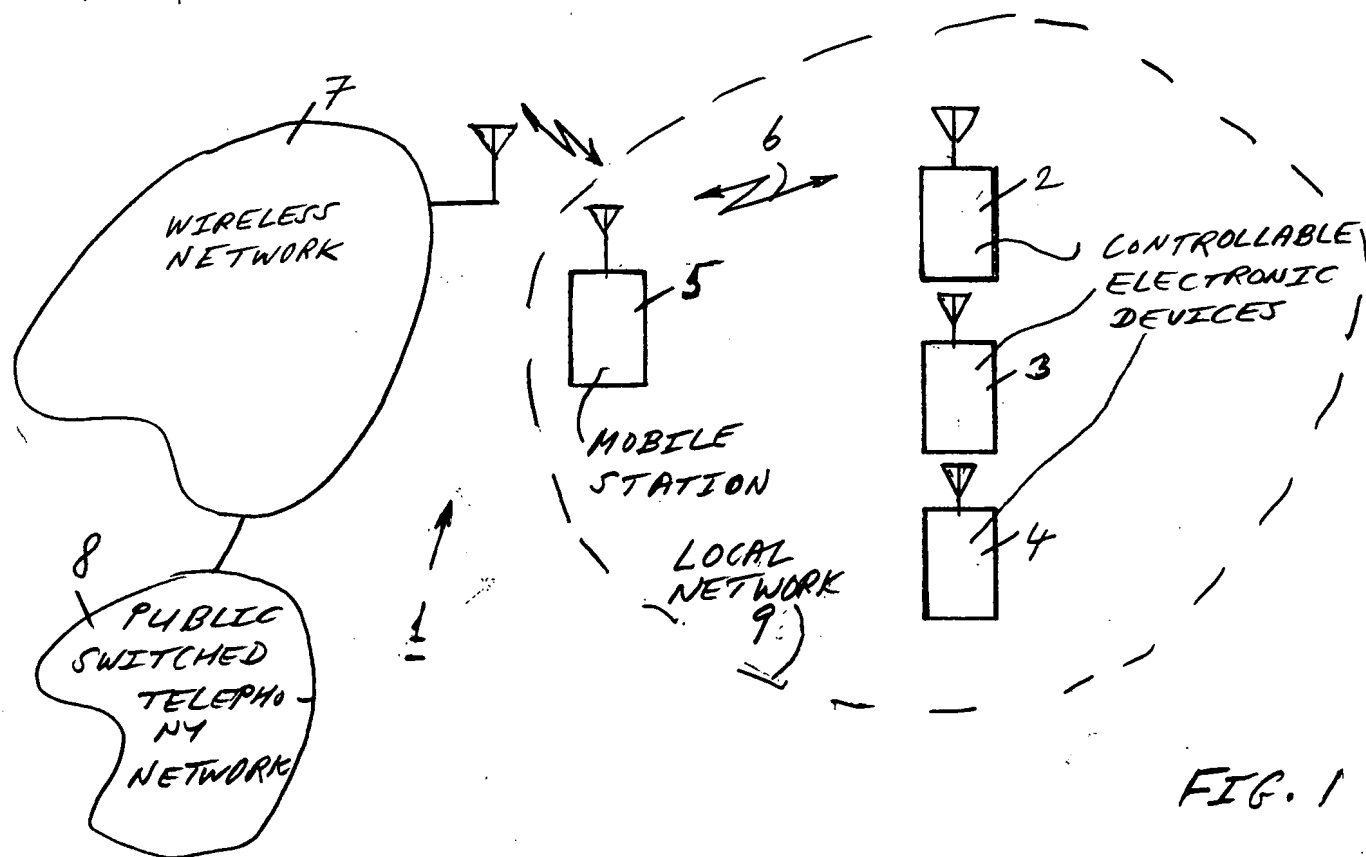 7
WIRELESS
NETWORK
6
2
CONTROLLABLE
ELECTRONIC
DEVICES
5
3
MOBILE
STATION
4
LOCAL
NETWORK
9
1
8
PUBLIC
SWITCHED
TELEPHO-
NY
NETWORK
FIG. 1